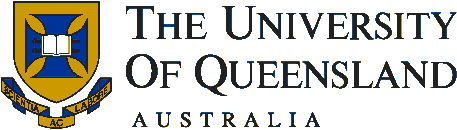 THE UNIVERSITY
OF QUEENSLAND
AUSTRALIA
SCIENTIA AC LABORE